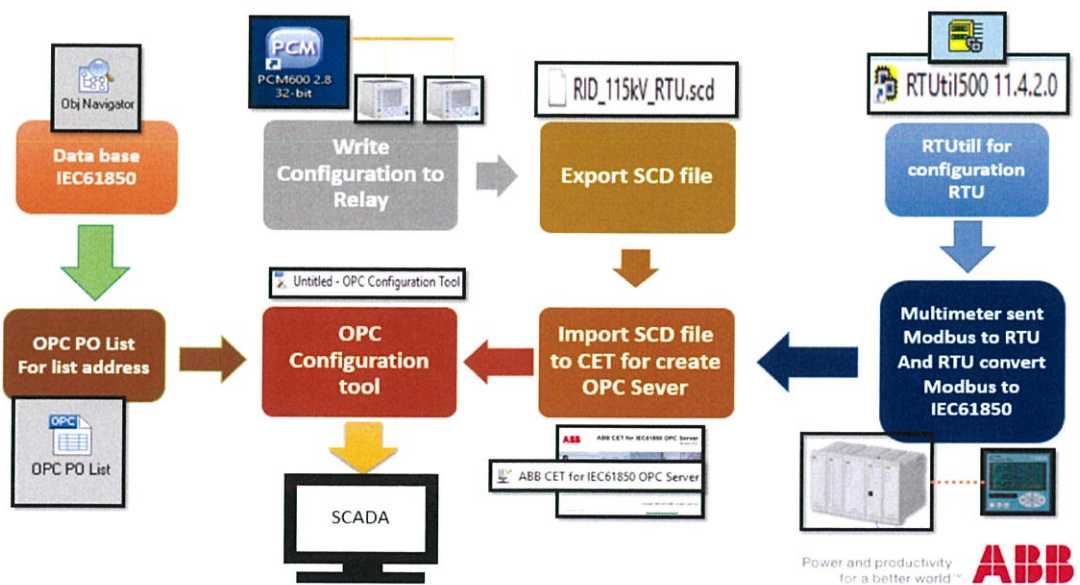 Obj Navigator
Data base
IEC61850
OPC PO List
For list address
OPC
OPC PO List
PCM
PCM600 2.8
32-bit
Write
Configuration to
Relay
Untitled - OPC Configuration Tool
OPC
Configuration
tool
SCADA
RID_115kV_RTU.scd
Export SCD file
Import SCD file
to CET for create
OPC Sever
ABB
ABB CET for IEC61850 OPC Server
ABB CET for IEC61850 OPC Server
RTUtil500 11.4.2.0
RTUtill for
configuration
RTU
Multimeter sent
Modbus to RTU
And RTU convert
Modbus to
IEC61850
Power and productivity
for a better world™
ABB